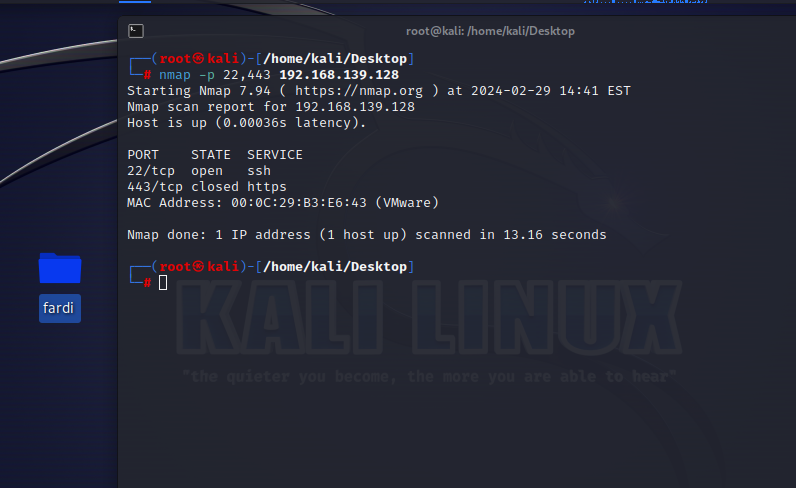 root@kali: /home/kali/Desktop
┌──(root㉿kali)-[/home/kali/Desktop]
└─# nmap -p 22,443 192.168.139.128
Starting Nmap 7.94 ( https://nmap.org ) at 2024-02-29 14:41 EST
Nmap scan report for 192.168.139.128
Host is up (0.00036s latency).
PORT    STATE  SERVICE
22/tcp  open   ssh
443/tcp closed https
MAC Address: 00:0C:29:B3:E6:43 (VMware)
Nmap done: 1 IP address (1 host up) scanned in 13.16 seconds
┌──(root㉿kali)-[/home/kali/Desktop]
└─#
fardi
KALI LINUX
"the quieter you become, the more you are able to hear"